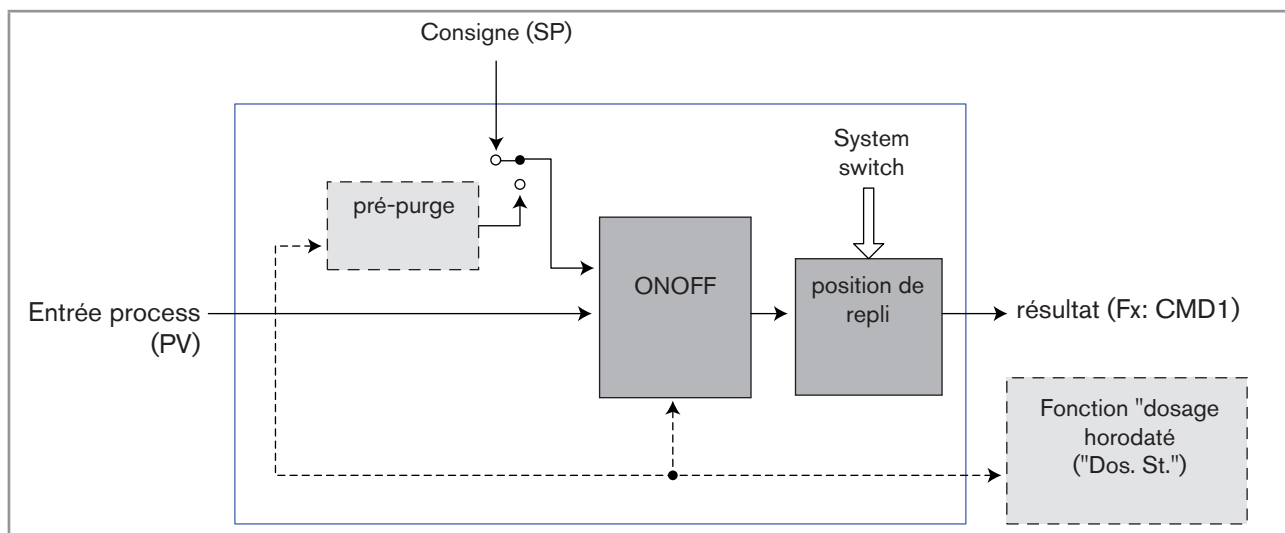 Consigne (SP)
System
switch
pré-purge
ONOFF
position de
repli
Entrée process
(PV)
résultat (Fx: CMD1)
Fonction "dosage
horodaté
("Dos. St.")